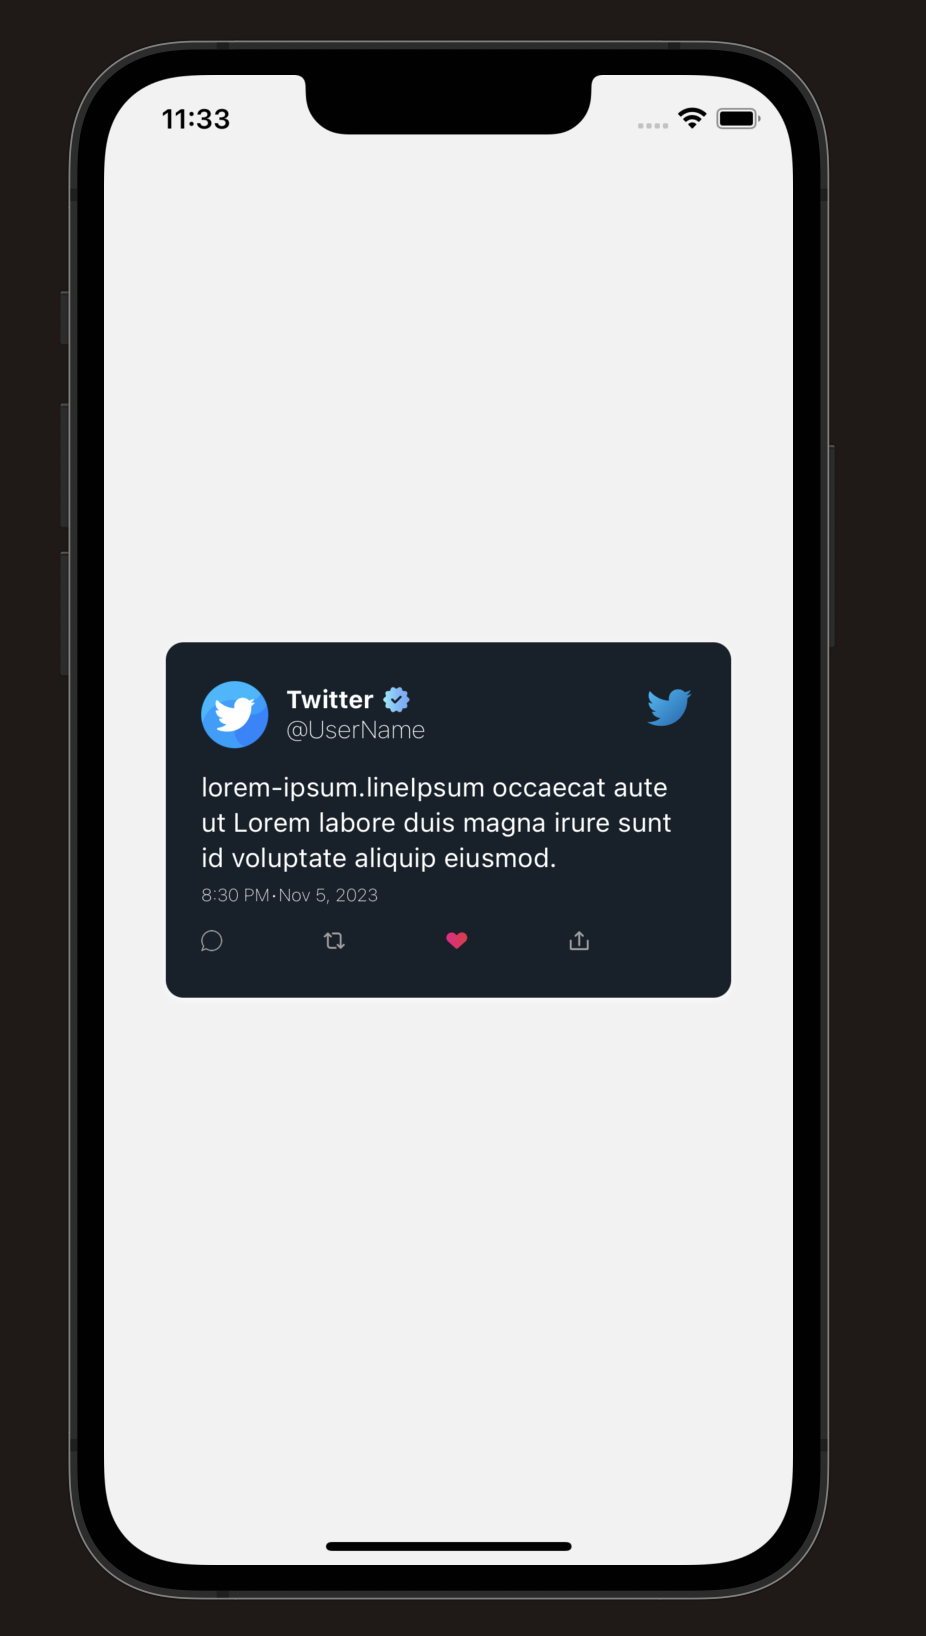 11:33
Twitter
@UserName
lorem-ipsum.lineIpsum occaecat aute
ut Lorem labore duis magna irure sunt
id voluptate aliquip eiusmod.
8:30 PM·Nov 5, 2023